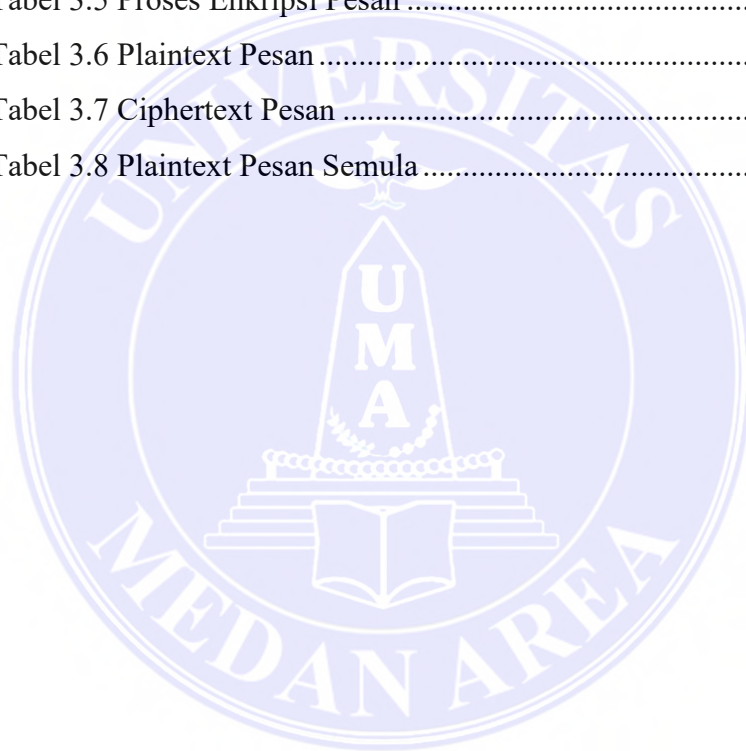 Tabel 3.5 Proses Enkripsi Pesan ..........................................
Tabel 3.6 Plaintext Pesan ......................................................
Tabel 3.7 Ciphertext Pesan ...................................................
Tabel 3.8 Plaintext Pesan Semula .........................................
UNIVERSITAS
U
M
A
MEDAN AREA